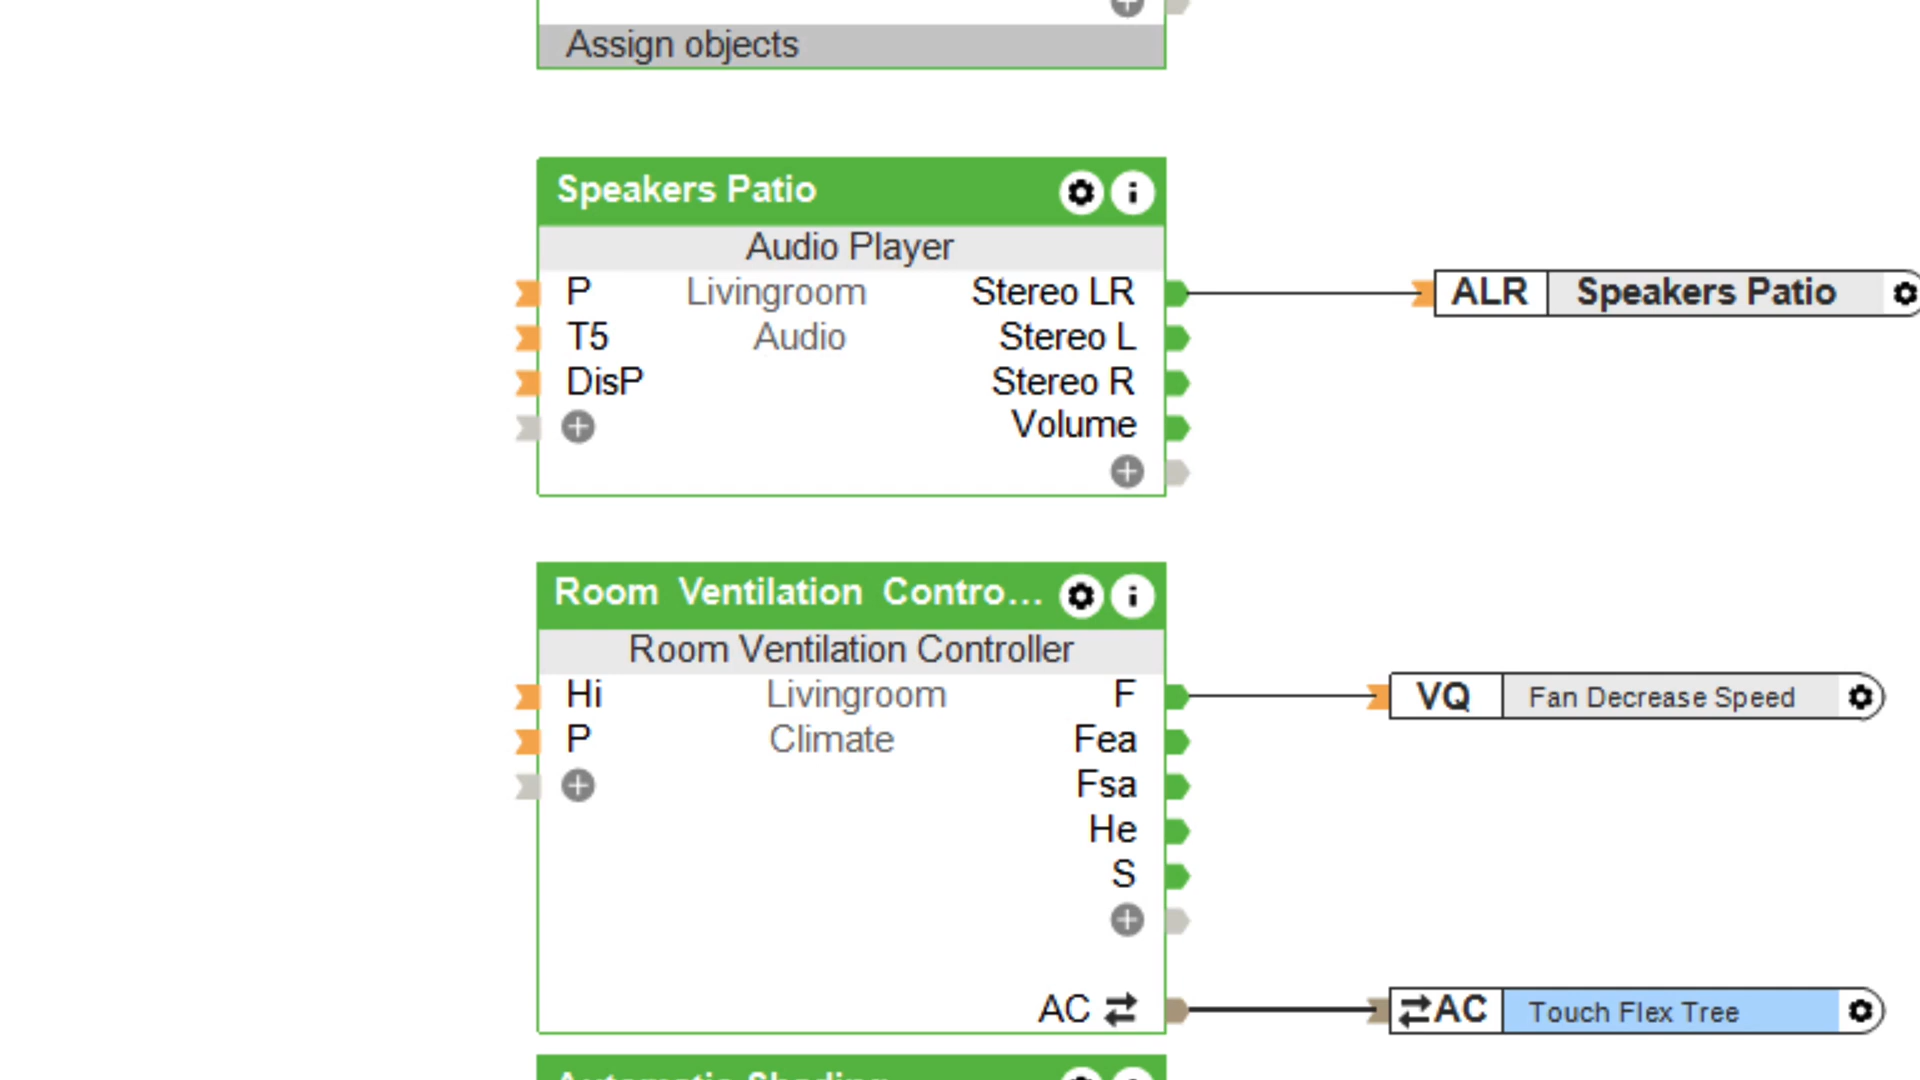 Assign objects
Speakers Patio
Audio Player
P Livingroom Stereo LR
ALR Speakers Patio
T5 Audio Stereo L
DisP Stereo R
Volume
Room Ventilation Contro...
Room Ventilation Controller
Hi Livingroom F
VQ Fan Decrease Speed
P Climate Fea
Fsa
He
S
AC
AC Touch Flex Tree
Automatic Shading